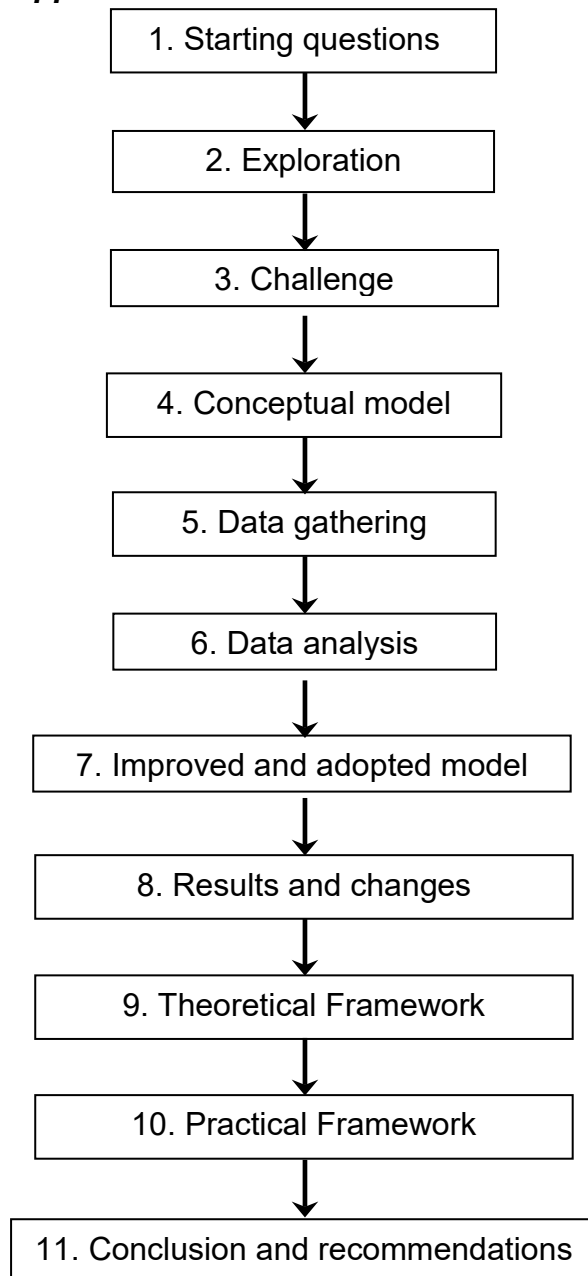 1. Starting questions
2. Exploration
3. Challenge
4. Conceptual model
5. Data gathering
6. Data analysis
7. Improved and adopted model
8. Results and changes
9. Theoretical Framework
10. Practical Framework
11. Conclusion and recommendations